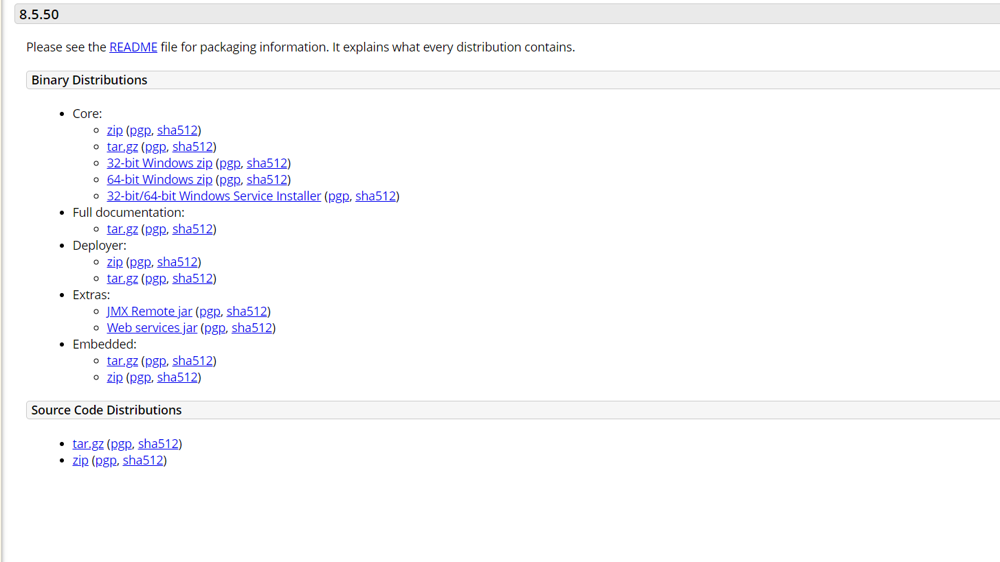 8.5.50
Please see the README file for packaging information. It explains what every distribution contains.
Binary Distributions
• Core:
◦ zip (pgp, sha512)
◦ tar.gz (pgp, sha512)
◦ 32-bit Windows zip (pgp, sha512)
◦ 64-bit Windows zip (pgp, sha512)
◦ 32-bit/64-bit Windows Service Installer (pgp, sha512)
• Full documentation:
◦ tar.gz (pgp, sha512)
• Deployer:
◦ zip (pgp, sha512)
◦ tar.gz (pgp, sha512)
• Extras:
◦ JMX Remote jar (pgp, sha512)
◦ Web services jar (pgp, sha512)
• Embedded:
◦ tar.gz (pgp, sha512)
◦ zip (pgp, sha512)
Source Code Distributions
• tar.gz (pgp, sha512)
• zip (pgp, sha512)